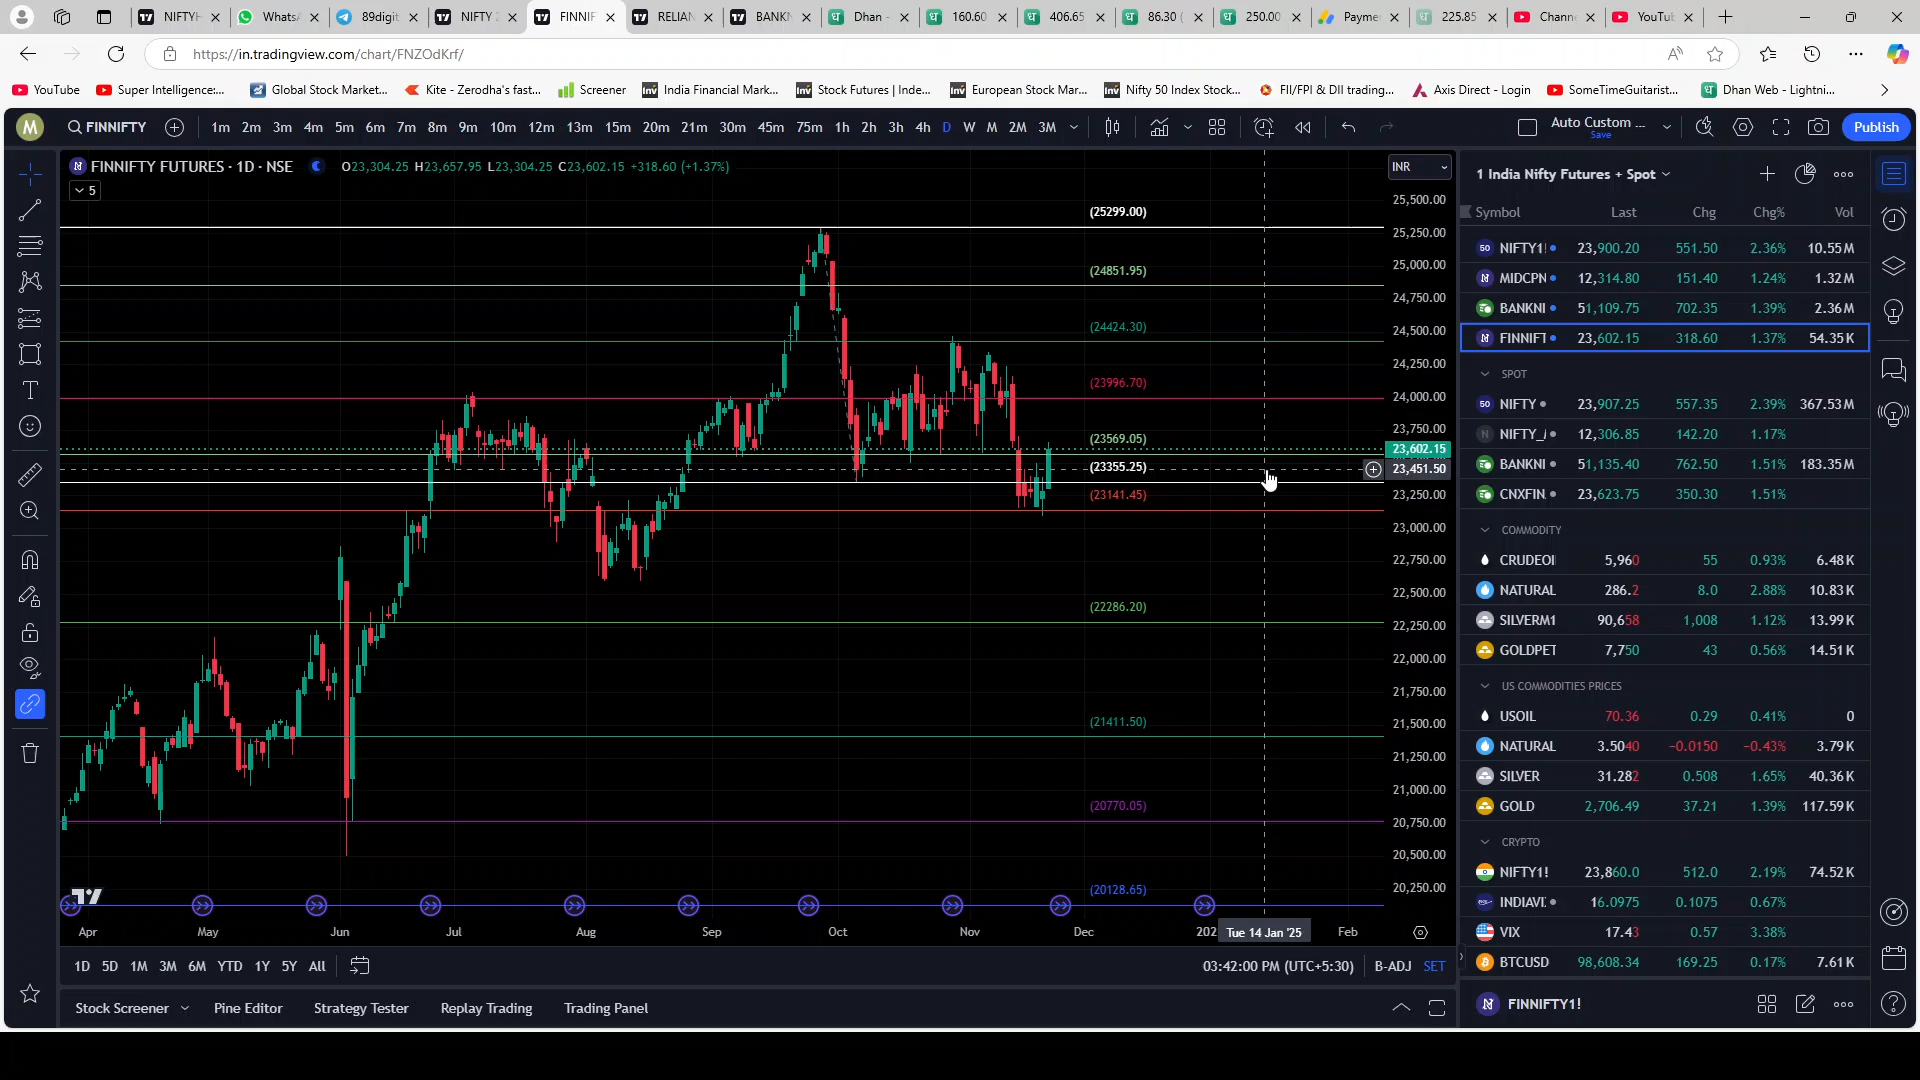 NIFTYH
WhatsA
89digit
NIFTY 2
FINNIF
RELIAN
BANKN
Dhan -
160.60
406.65
86.30 (
250.00
Payme
225.85
Chann
YouTu
https://in.tradingview.com/chart/FNZOdKrf/
YouTube
Super Intelligence:...
Global Stock Market...
Kite - Zerodha's fast...
Screener
India Financial Mark...
Stock Futures | Inde...
European Stock Mar...
Nifty 50 Index Stock...
FII/FPI & DII trading...
Axis Direct - Login
SomeTimeGuitarist...
Dhan Web - Lightni...
M
FINNIFTY
1m 2m 3m 4m 5m 6m 7m 8m 9m 10m 12m 13m 15m 20m 21m 30m 45m 75m 1h 2h 3h 4h D W M 2M 3M
Auto Custom ...
Save
Publish
FINNIFTY FUTURES · 1D · NSE
O23,304.25 H23,657.95 L23,304.25 C23,602.15 +318.60 (+1.37%)
5
INR
(25299.00)
(24851.95)
(24424.30)
(23996.70)
(23569.05)
(23355.25)
(23141.45)
(22286.20)
(21411.50)
(20770.05)
(20128.65)
25,500.00
25,250.00
25,000.00
24,750.00
24,500.00
24,250.00
24,000.00
23,750.00
23,602.15
23,451.50
23,250.00
23,000.00
22,750.00
22,500.00
22,250.00
22,000.00
21,750.00
21,500.00
21,250.00
21,000.00
20,750.00
20,500.00
20,250.00
Apr May Jun Jul Aug Sep Oct Nov Dec 202 Tue 14 Jan '25 Feb
1D 5D 1M 3M 6M YTD 1Y 5Y All
03:42:00 PM (UTC+5:30)
B-ADJ
SET
Stock Screener
Pine Editor
Strategy Tester
Replay Trading
Trading Panel
1 India Nifty Futures + Spot
Symbol Last Chg Chg% Vol
NIFTY1! 23,900.20 551.50 2.36% 10.55M
MIDCPN 12,314.80 151.40 1.24% 1.32M
BANKNI 51,109.75 702.35 1.39% 2.36M
FINNIFT 23,602.15 318.60 1.37% 54.35K
SPOT
NIFTY 23,907.25 557.35 2.39% 367.53M
NIFTY_I 12,306.85 142.20 1.17%
BANKNI 51,135.40 762.50 1.51% 183.35M
CNXFIN. 23,623.75 350.30 1.51%
COMMODITY
CRUDEOI 5,960 55 0.93% 6.48K
NATURAL 286.2 8.0 2.88% 10.83K
SILVERM1 90,658 1,008 1.12% 13.99K
GOLDPET 7,750 43 0.56% 14.51K
US COMMODITIES PRICES
USOIL 70.36 0.29 0.41% 0
NATURAL 3.5040 −0.0150 −0.43% 3.79K
SILVER 31.282 0.508 1.65% 40.36K
GOLD 2,706.49 37.21 1.39% 117.59K
CRYPTO
NIFTY1! 23,860.0 512.0 2.19% 74.52K
INDIAVI 16.0975 0.1075 0.67%
VIX 17.43 0.57 3.38%
BTCUSD 98,608.34 169.25 0.17% 7.61K
FINNIFTY1!